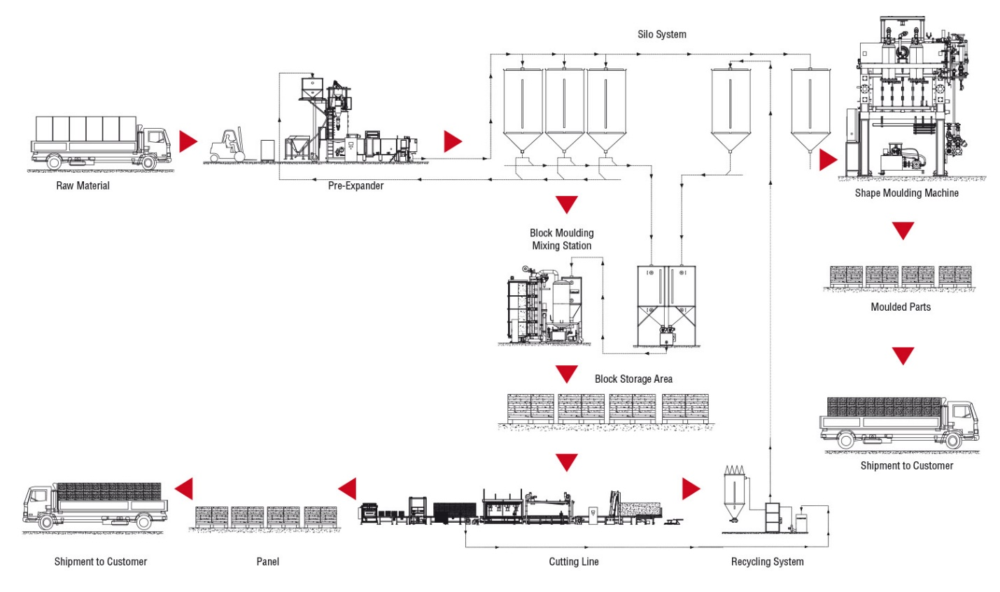 Silo System
Raw Material
Pre-Expander
Shape Moulding Machine
Block Moulding
Mixing Station
Moulded Parts
Block Storage Area
Shipment to Customer
Shipment to Customer
Panel
Cutting Line
Recycling System